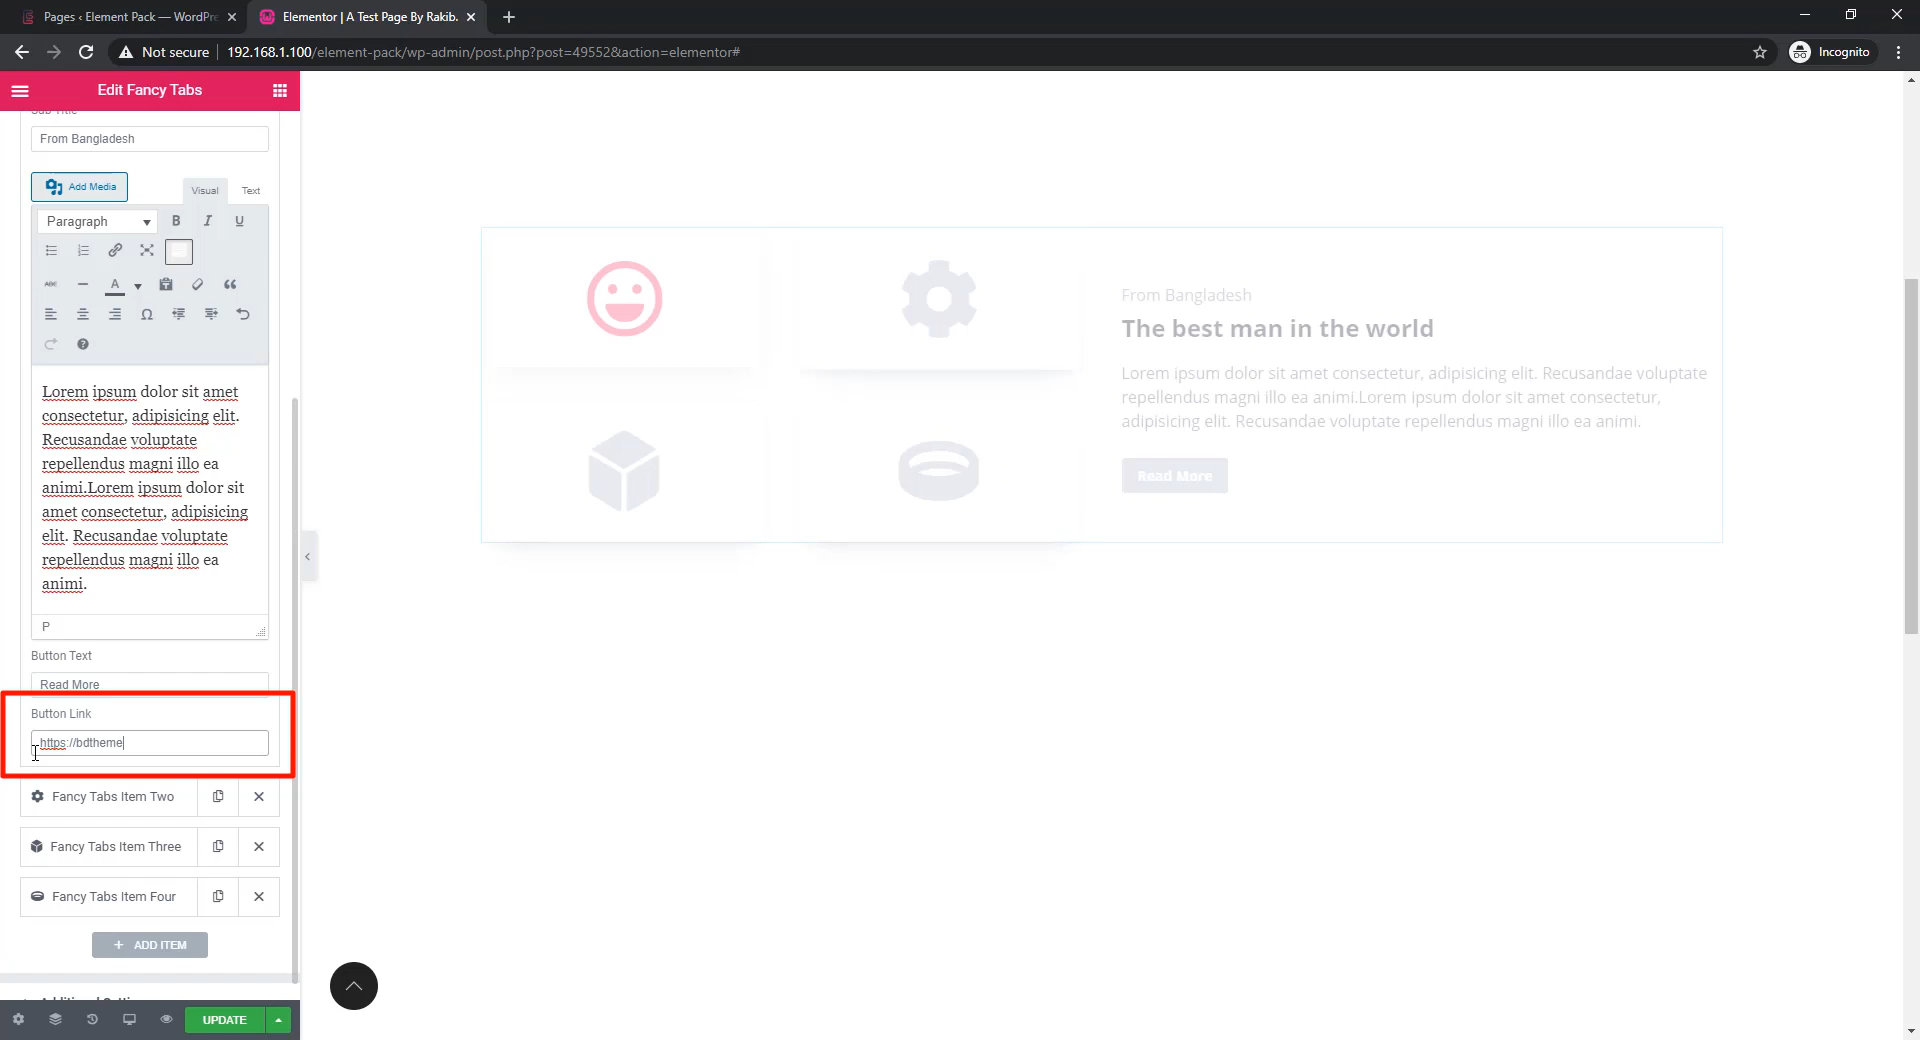 Pages ‹ Element Pack — WordPre
Elementor | A Test Page By Rakib.
Not secure
192.168.1.100/element-pack/wp-admin/post.php?post=49552&action=elementor#
Incognito
Edit Fancy Tabs
Sub Title
From Bangladesh
Add Media
Visual
Text
Paragraph
B I U
ABC
A
Ω
Lorem ipsum dolor sit amet
consectetur, adipisicing elit.
Recusandae voluptate
repellendus magni illo ea
animi.Lorem ipsum dolor sit
amet consectetur, adipisicing
elit. Recusandae voluptate
repellendus magni illo ea
animi.
P
Button Text
Read More
Button Link
https://bdtheme
Fancy Tabs Item Two
Fancy Tabs Item Three
Fancy Tabs Item Four
+ ADD ITEM
UPDATE
From Bangladesh
The best man in the world
Lorem ipsum dolor sit amet consectetur, adipisicing elit. Recusandae voluptate
repellendus magni illo ea animi.Lorem ipsum dolor sit amet consectetur,
adipisicing elit. Recusandae voluptate repellendus magni illo ea animi.
Read More